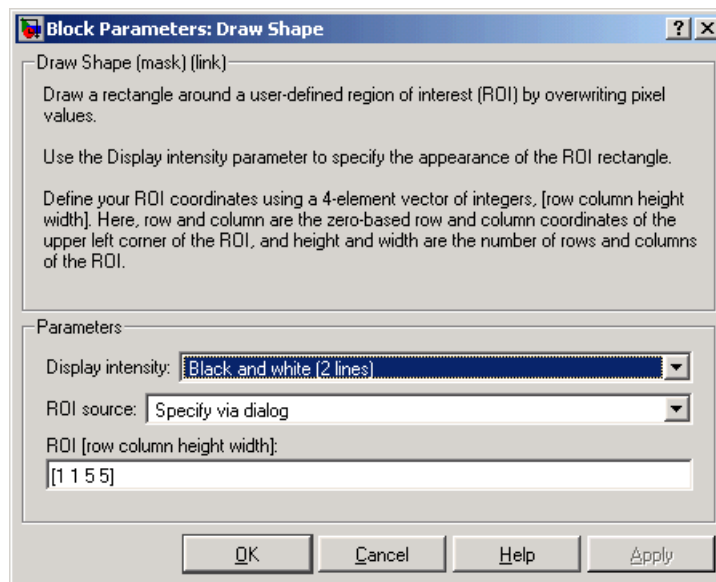 Block Parameters: Draw Shape
Draw Shape (mask) (link)
Draw a rectangle around a user-defined region of interest (ROI) by overwriting pixel
values.
Use the Display intensity parameter to specify the appearance of the ROI rectangle.
Define your ROI coordinates using a 4-element vector of integers, [row column height
width]. Here, row and column are the zero-based row and column coordinates of the
upper left corner of the ROI, and height and width are the number of rows and columns
of the ROI.
Parameters
Display intensity: Black and white (2 lines)
ROI source: Specify via dialog
ROI [row column height width]:
[1 1 5 5]
OK Cancel Help Apply